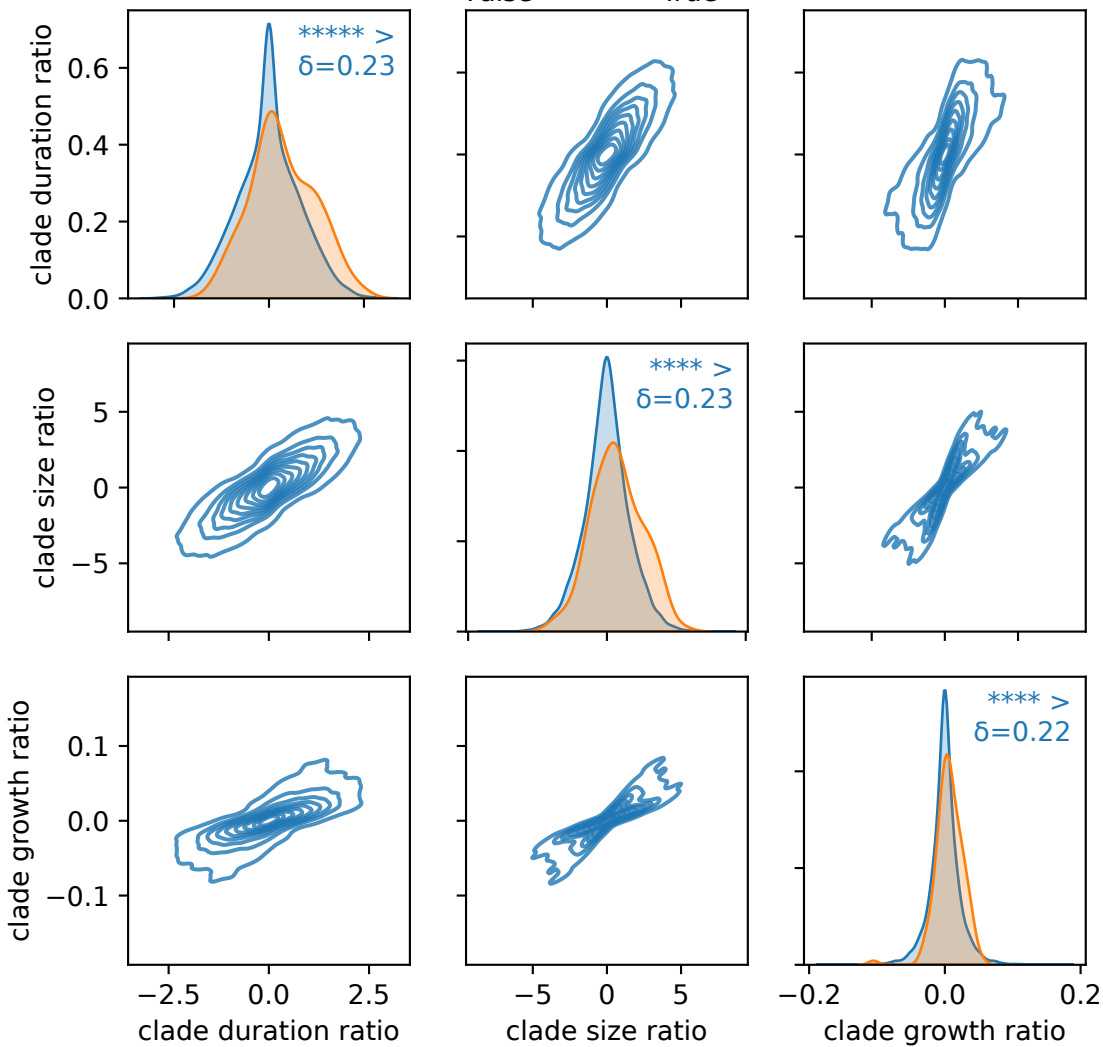 clade duration ratio
0.6
0.4
0.2
0.0
***** >
δ=0.23
clade size ratio
5
0
−5
**** >
δ=0.23
clade growth ratio
0.1
0.0
−0.1
**** >
δ=0.22
−2.5 0.0 2.5
−5 0 5
−0.2 0.0 0.2
clade duration ratio
clade size ratio
clade growth ratio